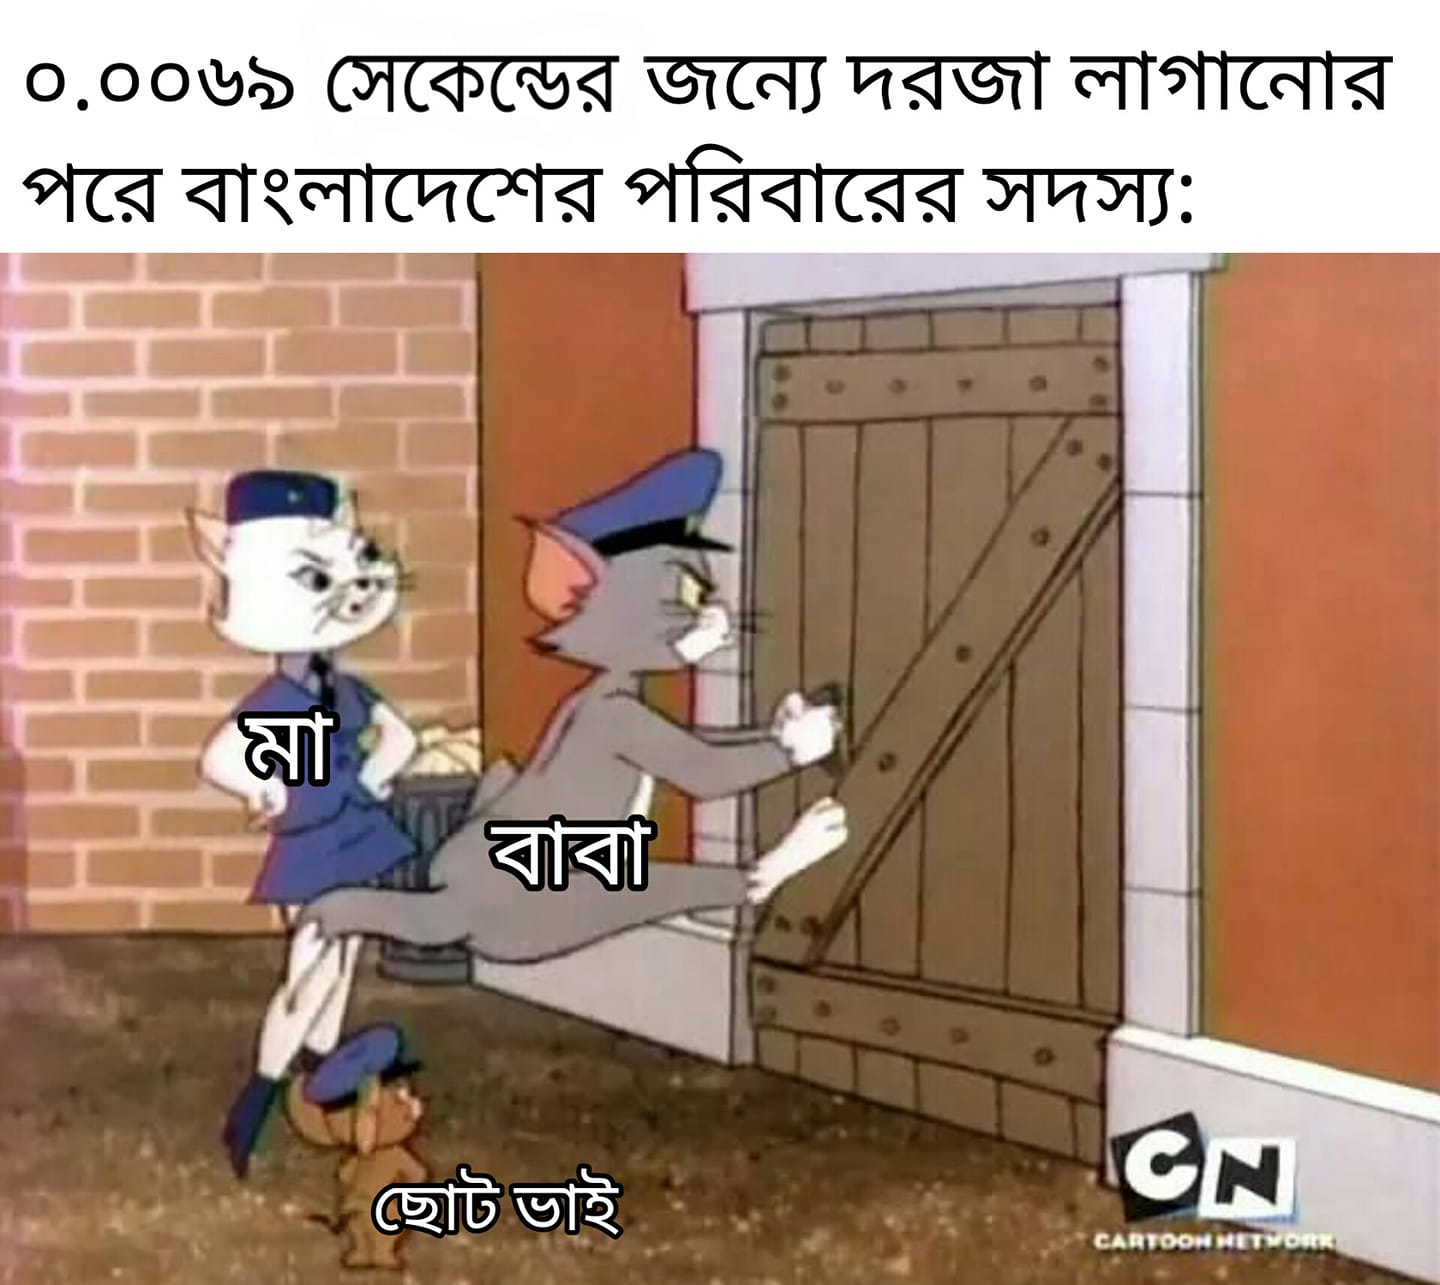 ০.০০৬৯ সেকেন্ডের জন্যে দরজা লাগানোর
পরে বাংলাদেশের পরিবারের সদস্য:
মা
বাবা
ছোট ভাই
CN
CARTOON NETWORK